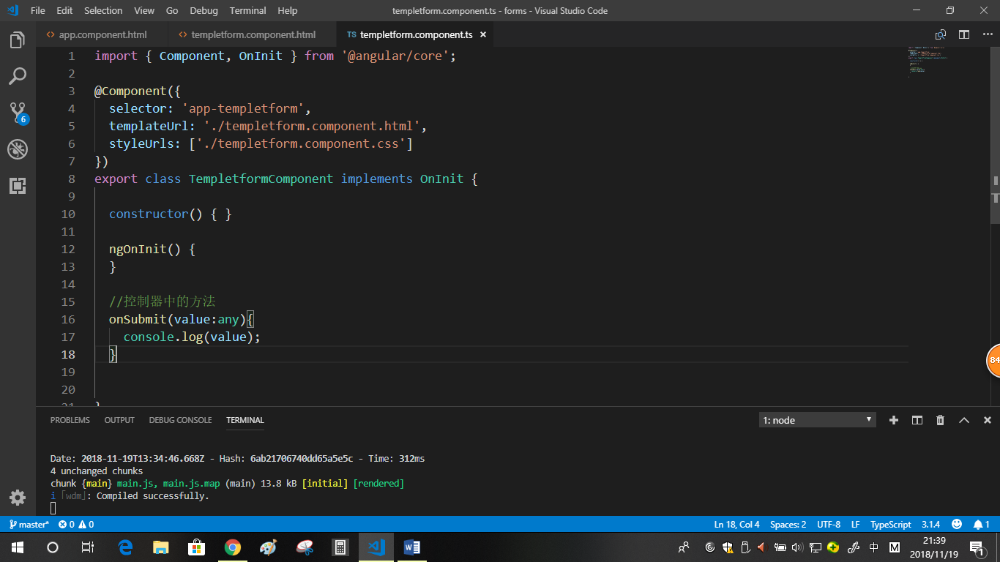 File Edit Selection View Go Debug Terminal Help templetform.component.ts - forms - Visual Studio Code
<> app.component.html <> templetform.component.html TS templetform.component.ts ×
1 import { Component, OnInit } from '@angular/core';
2
3 @Component({
4 selector: 'app-templetform',
5 templateUrl: './templetform.component.html',
6 styleUrls: ['./templetform.component.css']
7 })
8 export class TempletformComponent implements OnInit {
9
10 constructor() { }
11
12 ngOnInit() {
13 }
14
15 //控制器中的方法
16 onSubmit(value:any){
17 console.log(value);
18 }
19
20
21 }
6
84
PROBLEMS OUTPUT DEBUG CONSOLE TERMINAL 1: node
Date: 2018-11-19T13:34:46.668Z - Hash: 6ab21706740dd65a5e5c - Time: 312ms
4 unchanged chunks
chunk {main} main.js, main.js.map (main) 13.8 kB [initial] [rendered]
i ｢wdm｣: Compiled successfully.
master* 0 0 Ln 18, Col 4 Spaces: 2 UTF-8 LF TypeScript 3.1.4 1
中 M 21:39
2018/11/19 1